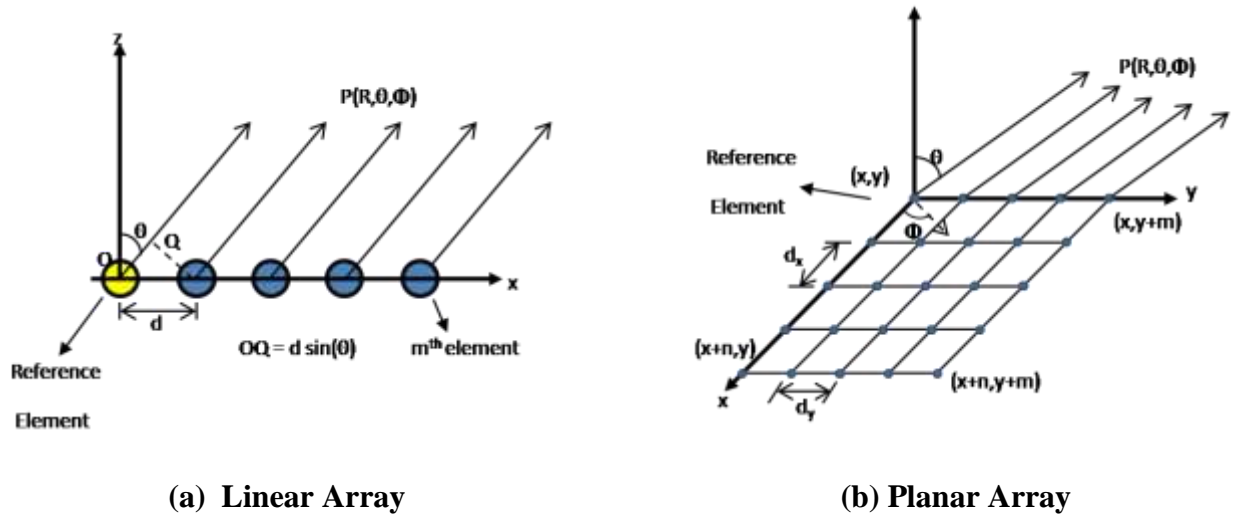 z
P(R,θ,Φ)
θ
Q
O
x
d
OQ = d sin(θ)
mth element
Reference
Element
(a) Linear Array
P(R,θ,Φ)
θ
Reference
Element
(x,y)
y
(x,y+m)
Φ
dx
(x+n,y)
(x+n,y+m)
x
dy
(b) Planar Array